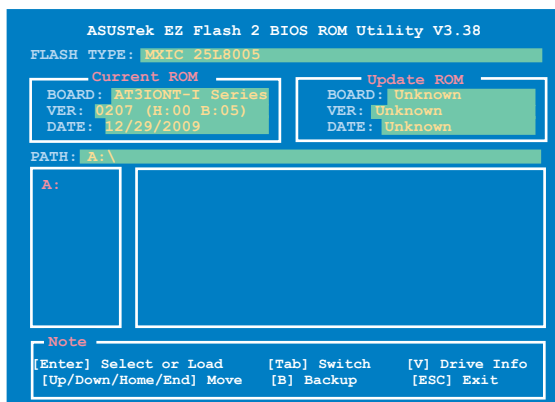 ASUSTek EZ Flash 2 BIOS ROM Utility V3.38
FLASH TYPE: MXIC 25L8005
Current ROM
BOARD: AT3IONT-I Series
VER: 0207 (H:00 B:05)
DATE: 12/29/2009
Update ROM
BOARD: Unknown
VER: Unknown
DATE: Unknown
PATH: A:\
A:
Note
[Enter] Select or Load [Tab] Switch [V] Drive Info
[Up/Down/Home/End] Move [B] Backup [ESC] Exit